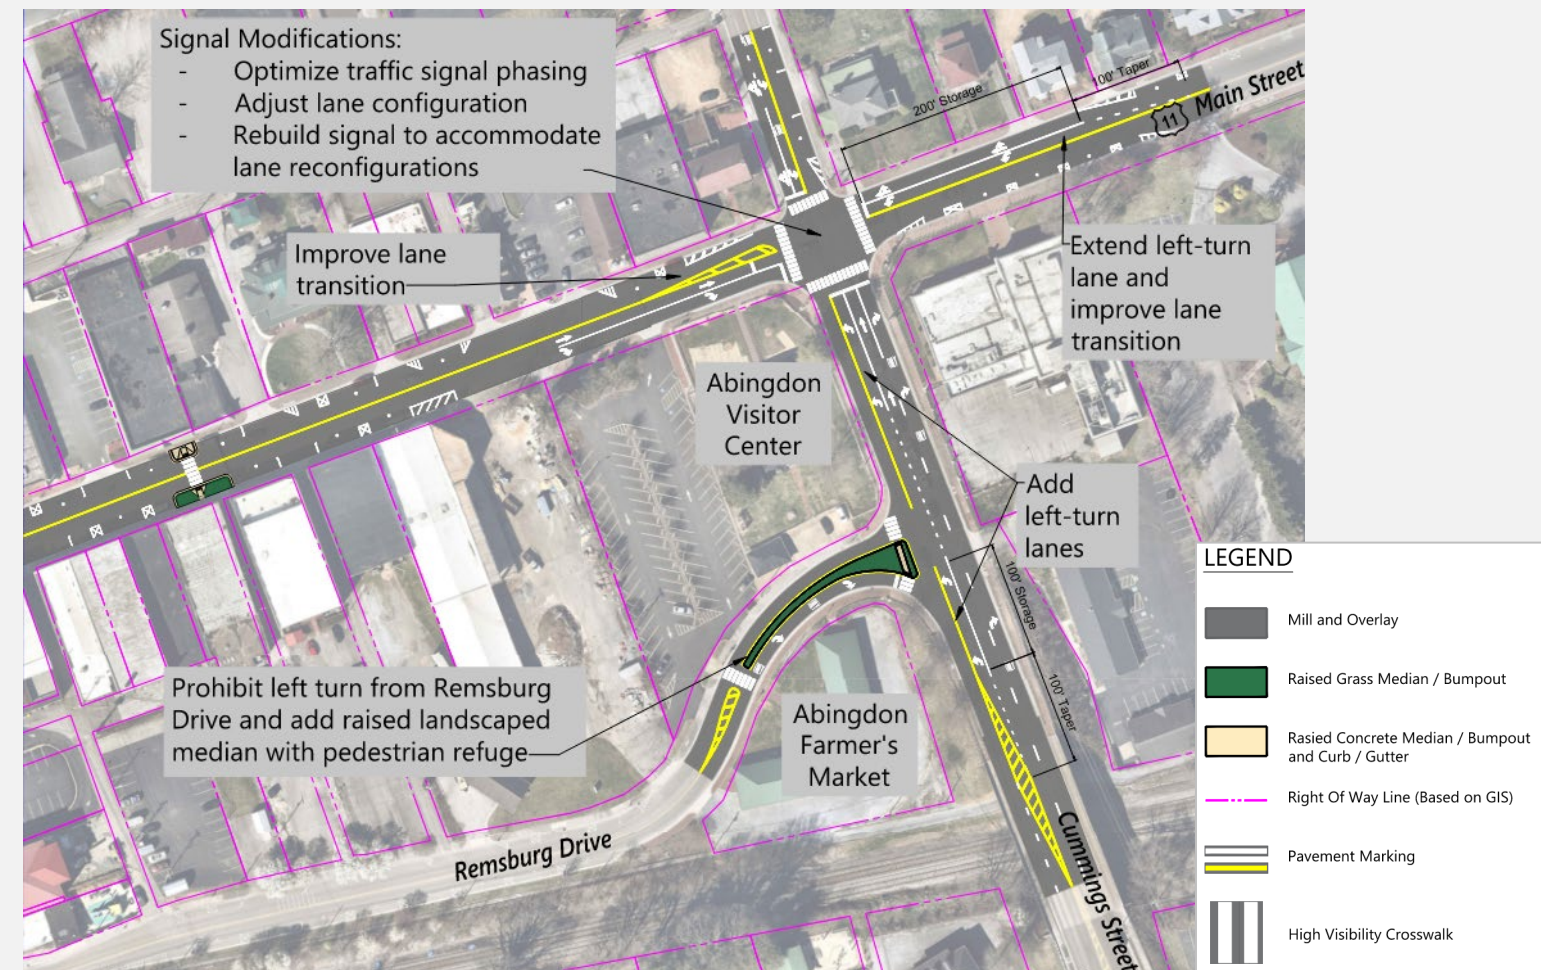 Signal Modifications:
- Optimize traffic signal phasing
- Adjust lane configuration
- Rebuild signal to accommodate
lane reconfigurations
200' Storage
100' Taper
11
Main Street
Improve lane
transition
Extend left-turn
lane and
improve lane
transition
Abingdon
Visitor
Center
Add
left-turn
lanes
100' Storage
100' Taper
Prohibit left turn from Remsburg
Drive and add raised landscaped
median with pedestrian refuge
Abingdon
Farmer's
Market
Remsburg Drive
Cummings Street
LEGEND
Mill and Overlay
Raised Grass Median / Bumpout
Rasied Concrete Median / Bumpout
and Curb / Gutter
Right Of Way Line (Based on GIS)
Pavement Marking
High Visibility Crosswalk